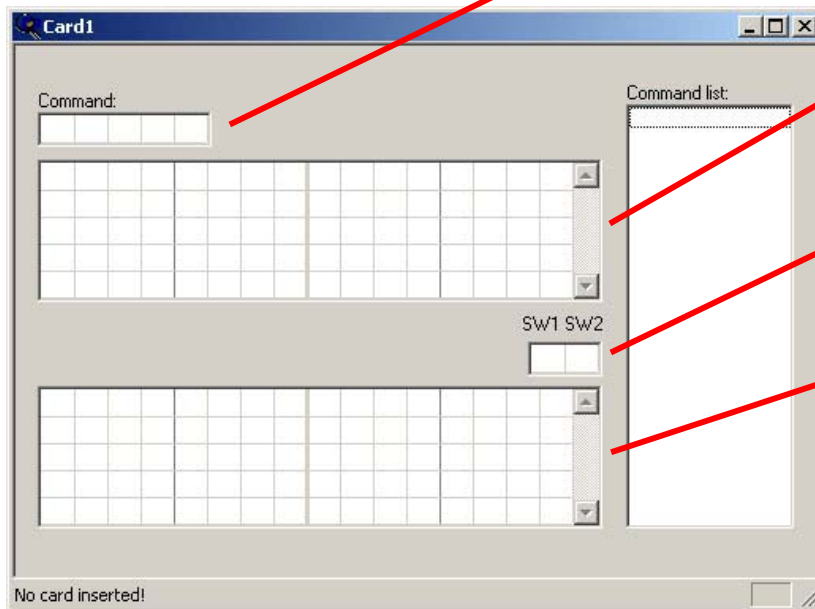 Card1
Command:
Command list:
SW1 SW2
No card inserted!